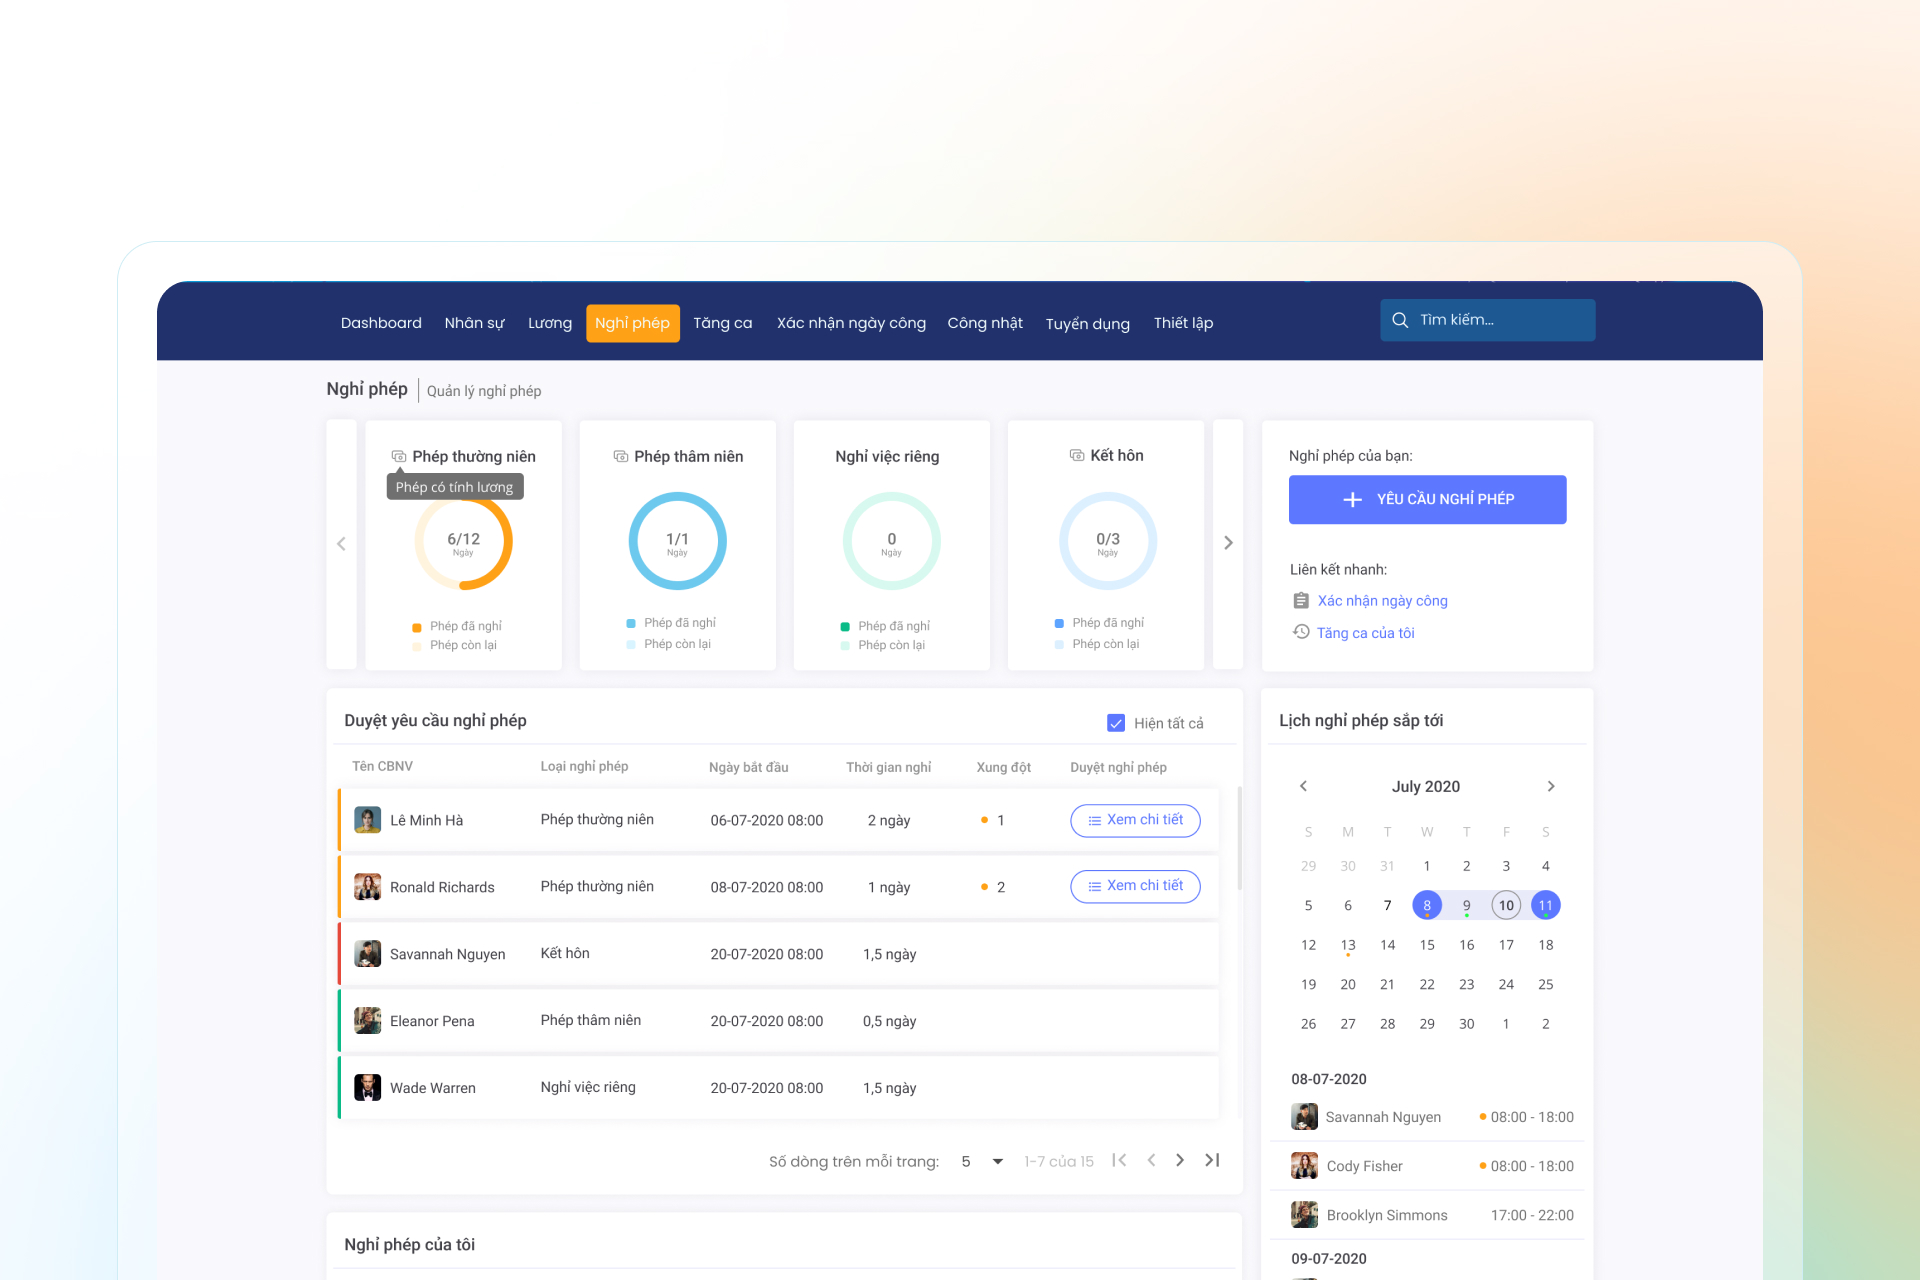 Dashboard Nhân sự Lương Nghỉ phép Tăng ca Xác nhận ngày công Công nhật Tuyển dụng Thiết lập Tìm kiếm...
Nghỉ phép Quản lý nghỉ phép
Phép thường niên
Phép có tính lương
6/12
Ngày
Phép đã nghỉ
Phép còn lại
Phép thâm niên
1/1
Ngày
Phép đã nghỉ
Phép còn lại
Nghỉ việc riêng
0
Ngày
Phép đã nghỉ
Phép còn lại
Kết hôn
0/3
Ngày
Phép đã nghỉ
Phép còn lại
Nghỉ phép của bạn:
YÊU CẦU NGHỈ PHÉP
Liên kết nhanh:
Xác nhận ngày công
Tăng ca của tôi
Duyệt yêu cầu nghỉ phép Hiện tất cả
Tên CBNV Loại nghỉ phép Ngày bắt đầu Thời gian nghỉ Xung đột Duyệt nghỉ phép
Lê Minh Hà Phép thường niên 06-07-2020 08:00 2 ngày 1 Xem chi tiết
Ronald Richards Phép thường niên 08-07-2020 08:00 1 ngày 2 Xem chi tiết
Savannah Nguyen Kết hôn 20-07-2020 08:00 1,5 ngày
Eleanor Pena Phép thâm niên 20-07-2020 08:00 0,5 ngày
Wade Warren Nghỉ việc riêng 20-07-2020 08:00 1,5 ngày
Số dòng trên mỗi trang: 5 1-7 của 15
Nghỉ phép của tôi
Lịch nghỉ phép sắp tới
July 2020
S M T W T F S
29 30 31 1 2 3 4
5 6 7 8 9 10 11
12 13 14 15 16 17 18
19 20 21 22 23 24 25
26 27 28 29 30 1 2
08-07-2020
Savannah Nguyen 08:00 - 18:00
Cody Fisher 08:00 - 18:00
Brooklyn Simmons 17:00 - 22:00
09-07-2020